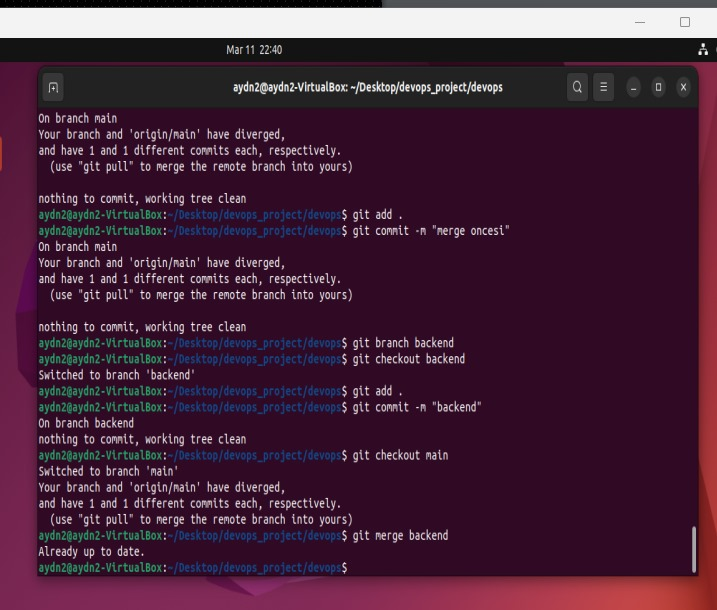 Mar 11 22:40
aydn2@aydn2-VirtualBox: ~/Desktop/devops_project/devops
On branch main
Your branch and 'origin/main' have diverged,
and have 1 and 1 different commits each, respectively.
  (use "git pull" to merge the remote branch into yours)
nothing to commit, working tree clean
aydn2@aydn2-VirtualBox:~/Desktop/devops_project/devops$ git add .
aydn2@aydn2-VirtualBox:~/Desktop/devops_project/devops$ git commit -m "merge oncesi"
On branch main
Your branch and 'origin/main' have diverged,
and have 1 and 1 different commits each, respectively.
  (use "git pull" to merge the remote branch into yours)
nothing to commit, working tree clean
aydn2@aydn2-VirtualBox:~/Desktop/devops_project/devops$ git branch backend
aydn2@aydn2-VirtualBox:~/Desktop/devops_project/devops$ git checkout backend
Switched to branch 'backend'
aydn2@aydn2-VirtualBox:~/Desktop/devops_project/devops$ git add .
aydn2@aydn2-VirtualBox:~/Desktop/devops_project/devops$ git commit -m "backend"
On branch backend
nothing to commit, working tree clean
aydn2@aydn2-VirtualBox:~/Desktop/devops_project/devops$ git checkout main
Switched to branch 'main'
Your branch and 'origin/main' have diverged,
and have 1 and 1 different commits each, respectively.
  (use "git pull" to merge the remote branch into yours)
aydn2@aydn2-VirtualBox:~/Desktop/devops_project/devops$ git merge backend
Already up to date.
aydn2@aydn2-VirtualBox:~/Desktop/devops_project/devops$